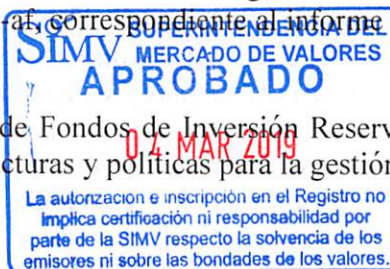 -af, correspondiente al informe
SIMV SUPERINTENDENCIA DEL
MERCADO DE VALORES
APROBADO
de Fondos de Inversión Reserv
04 MAR 2019
cturas y políticas para la gestión
La autorización e inscripción en el Registro no
implica certificación ni responsabilidad por
parte de la SIMV respecto la solvencia de los
emisores ni sobre las bondades de los valores.